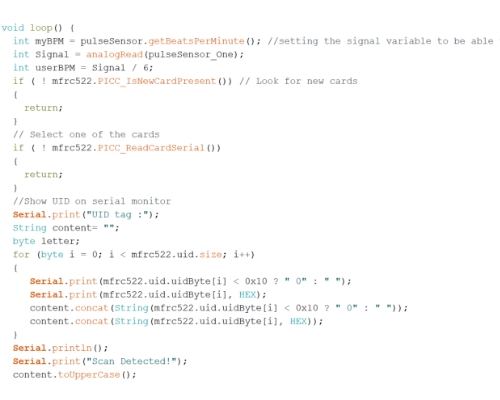 void loop() {
int myBPM = pulseSensor.getBeatsPerMinute(); //setting the signal variable to be able
int Signal = analogRead(pulseSensor_One);
int userBPM = Signal / 6;
if ( ! mfrc522.PICC_IsNewCardPresent()) // Look for new cards
{
return;
}
// Select one of the cards
if ( ! mfrc522.PICC_ReadCardSerial())
{
return;
}
//Show UID on serial monitor
Serial.print("UID tag :");
String content= "";
byte letter;
for (byte i = 0; i < mfrc522.uid.size; i++)
{
Serial.print(mfrc522.uid.uidByte[i] < 0x10 ? " 0" : " ");
Serial.print(mfrc522.uid.uidByte[i], HEX);
content.concat(String(mfrc522.uid.uidByte[i] < 0x10 ? " 0" : " "));
content.concat(String(mfrc522.uid.uidByte[i], HEX));
}
Serial.println();
Serial.print("Scan Detected!");
content.toUpperCase();